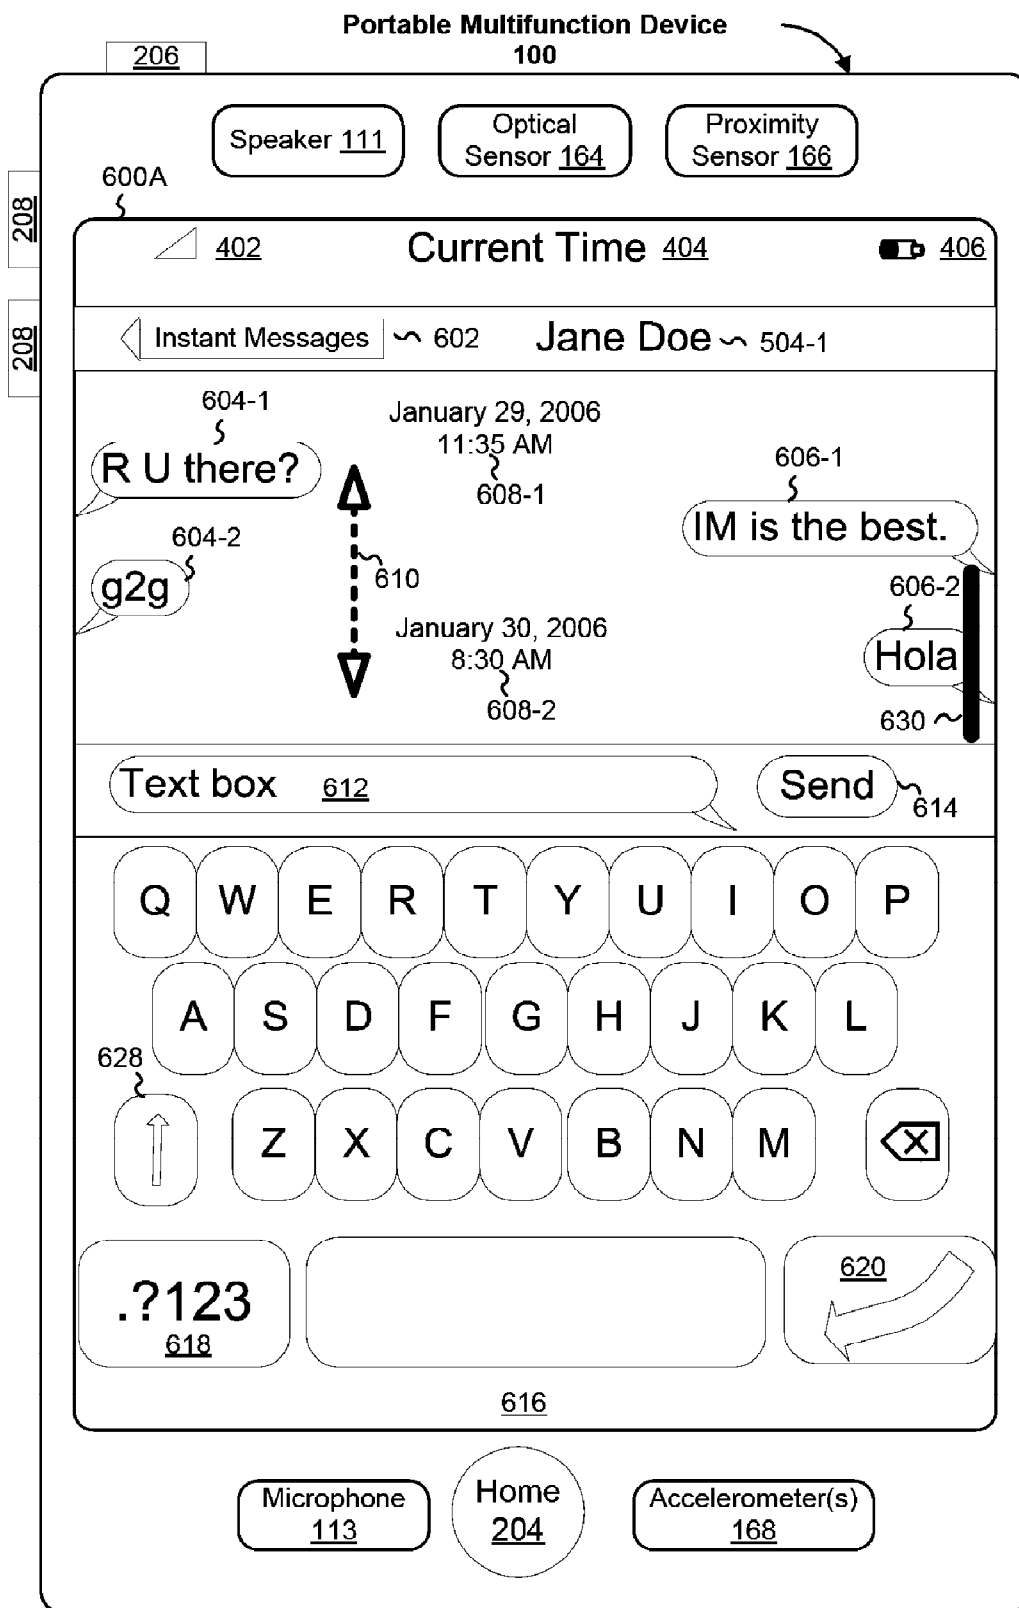 Portable Multifunction Device
100
206
Speaker 111
Optical
Sensor 164
Proximity
Sensor 166
600A
208
208
402
Current Time 404
406
Instant Messages
602
Jane Doe
504-1
604-1
R U there?
January 29, 2006
11:35 AM
608-1
606-1
IM is the best.
604-2
g2g
610
606-2
Hola
January 30, 2006
8:30 AM
608-2
630
Text box 612
Send
614
Q W E R T Y U I O P
A S D F G H J K L
628
Z X C V B N M
.?123
618
620
616
Microphone
113
Home
204
Accelerometer(s)
168